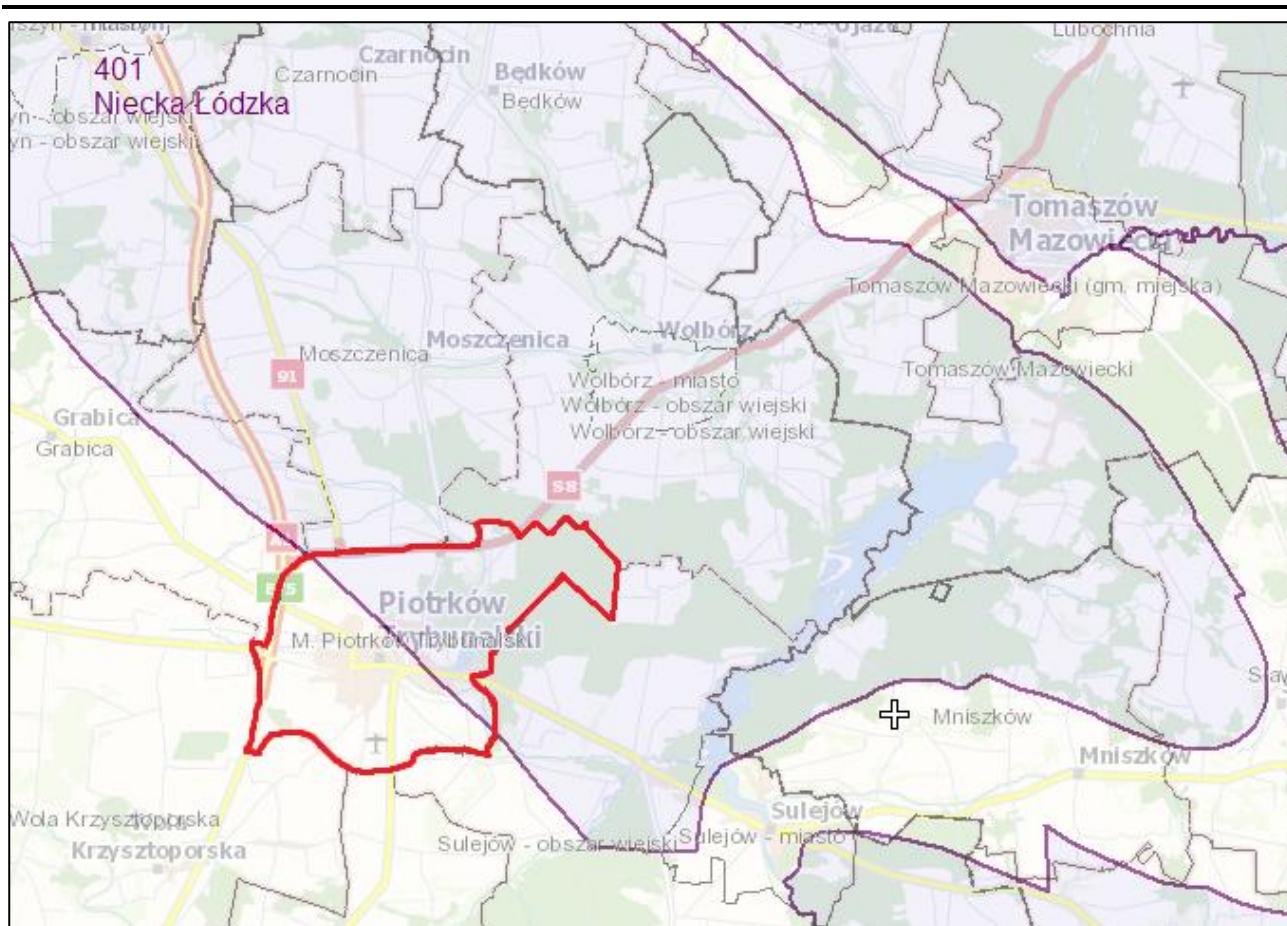 Lubochnia
401
Niecka Łódzka
Czarnocin
Czarnocin
Będków
Będków
- obszar wiejski
- obszar wiejski
Tomaszów
Mazowiecki
Tomaszów Mazowiecki (gm. miejska)
Tomaszów Mazowiecki
Moszczenica
Moszczenica
Wolbórz
Wolbórz - miasto
Wolbórz - obszar wiejski
Wolbórz - obszar wiejski
91
Grabica
Grabica
S8
Piotrków
Trybunalski
M. Piotrków Trybunalski
Mniszków
Mniszków
Sulejów
Sulejów - obszar wiejski
Sulejów - miasto
Wola Krzysztoporska
Krzysztoporska